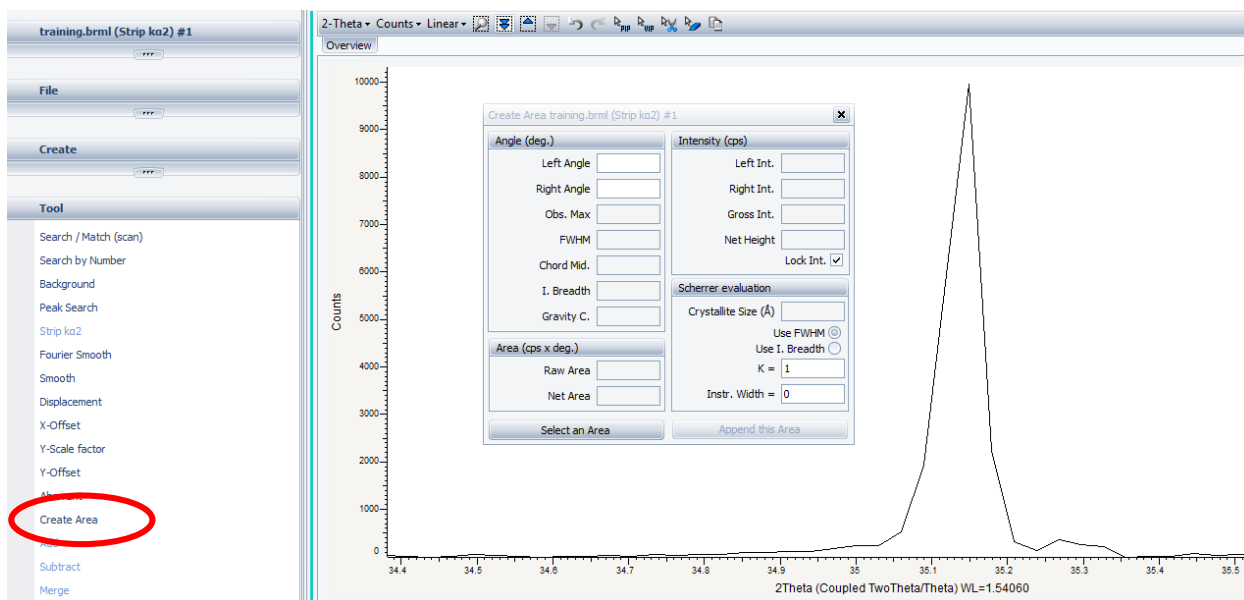 training.brml (Strip kα2) #1
File
Create
Tool
Search / Match (scan)
Search by Number
Background
Peak Search
Strip kα2
Fourier Smooth
Smooth
Displacement
X-Offset
Y-Scale factor
Y-Offset
Create Area
Subtract
Merge
2-Theta Counts Linear PIP VIP
Overview
Create Area training.brml (Strip kα2) #1
Angle (deg.)
Left Angle
Right Angle
Obs. Max
FWHM
Chord Mid.
I. Breadth
Gravity C.
Area (cps x deg.)
Raw Area
Net Area
Select an Area
Intensity (cps)
Left Int.
Right Int.
Gross Int.
Net Height
Lock Int.
Scherrer evaluation
Crystallite Size (Å)
Use FWHM
Use I. Breadth
K = 1
Instr. Width = 0
Append this Area
Counts
10000
9000
8000
7000
6000
5000
4000
3000
2000
1000
0
34.4 34.5 34.6 34.7 34.8 34.9 35 35.1 35.2 35.3 35.4 35.5
2Theta (Coupled TwoTheta/Theta) WL=1.54060